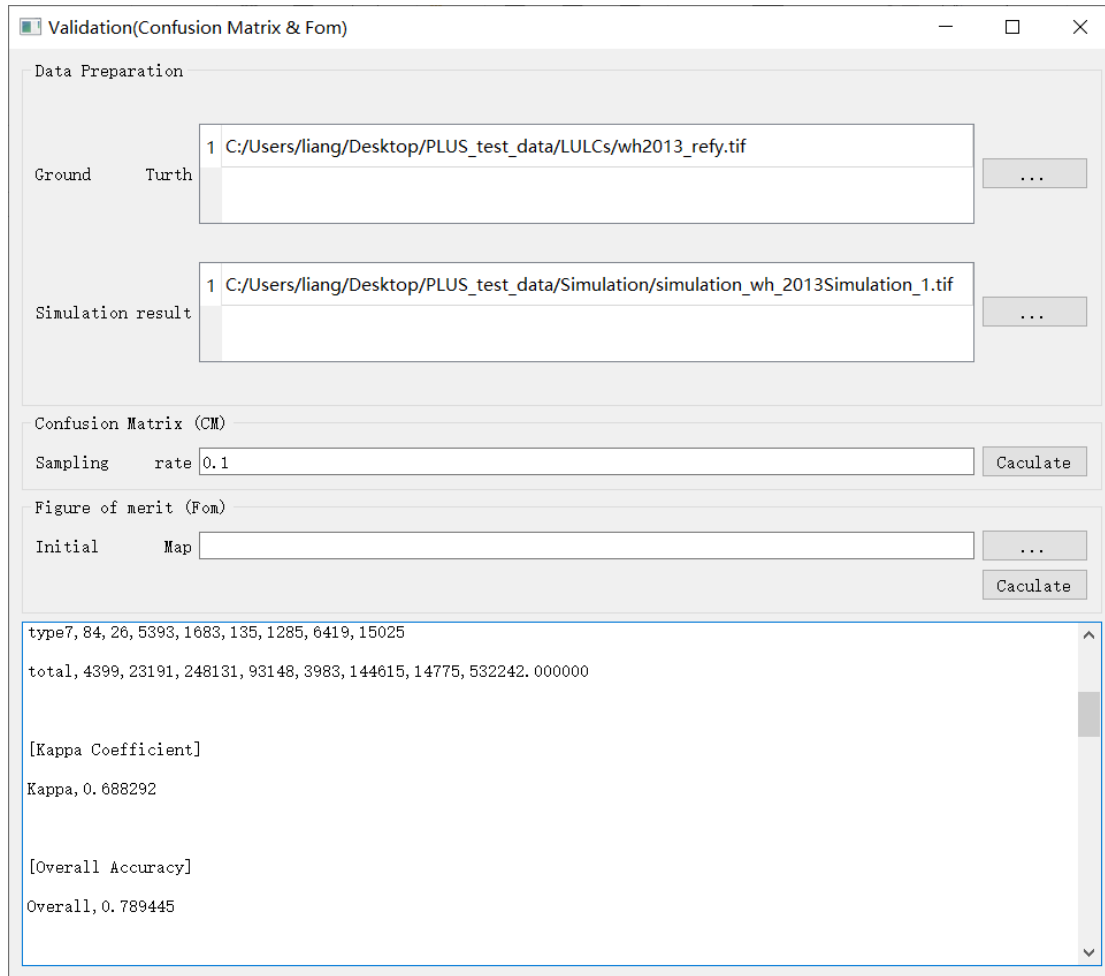 Validation(Confusion Matrix & Fom)
Data Preparation
1 C:/Users/liang/Desktop/PLUS_test_data/LULCs/wh2013_refy.tif
Ground Turth ...
1 C:/Users/liang/Desktop/PLUS_test_data/Simulation/simulation_wh_2013Simulation_1.tif
Simulation result ...
Confusion Matrix (CM)
Sampling rate 0.1 Caculate
Figure of merit (Fom)
Initial Map ...
Caculate
type7,84,26,5393,1683,135,1285,6419,15025
total,4399,23191,248131,93148,3983,144615,14775,532242.000000
[Kappa Coefficient]
Kappa,0.688292
[Overall Accuracy]
Overall,0.789445